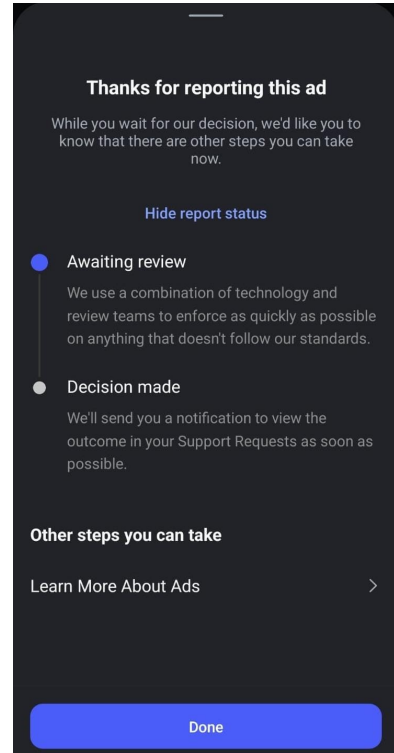 Thanks for reporting this ad
While you wait for our decision, we'd like you to
know that there are other steps you can take
now.
Hide report status
Awaiting review
We use a combination of technology and
review teams to enforce as quickly as possible
on anything that doesn't follow our standards.
Decision made
We'll send you a notification to view the
outcome in your Support Requests as soon as
possible.
Other steps you can take
Learn More About Ads
Done